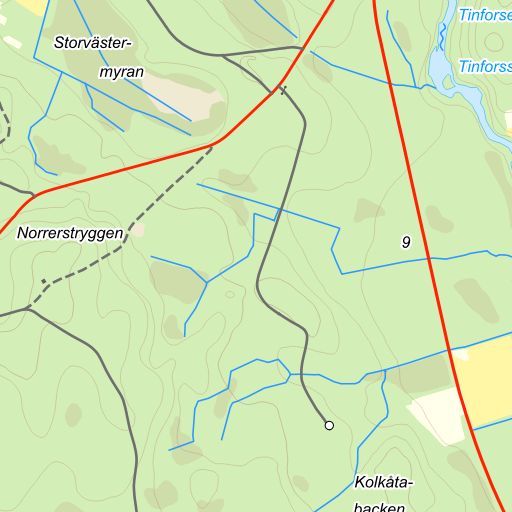 Tinforse
Storväster-
myran
Tinforss
Norrerstryggen
9
Kolkåta-
backen